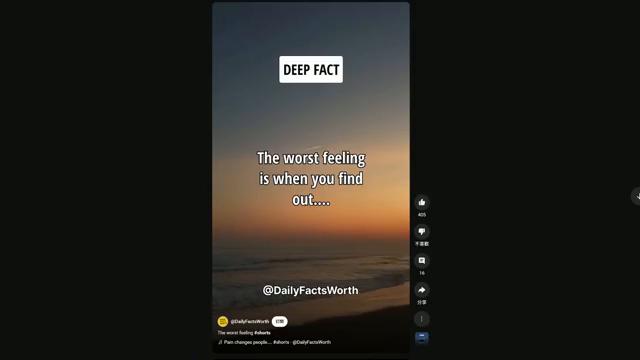 DEEP FACT
The worst feeling
is when you find
out....
@DailyFactsWorth
@DailyFactsWorth 訂閱
The worst feeling #shorts
Pain changes people.... #shorts · @DailyFactsWorth
405
不喜歡
16
分享